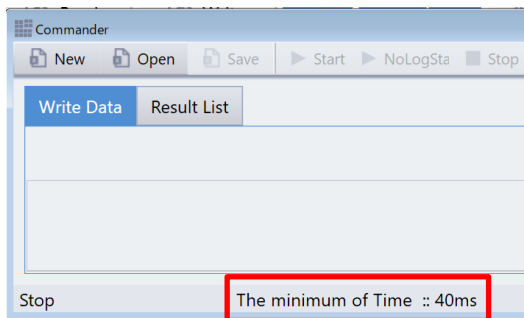 Commander
New Open Save Start NoLogSta Stop
Write Data Result List
Stop The minimum of Time :: 40ms